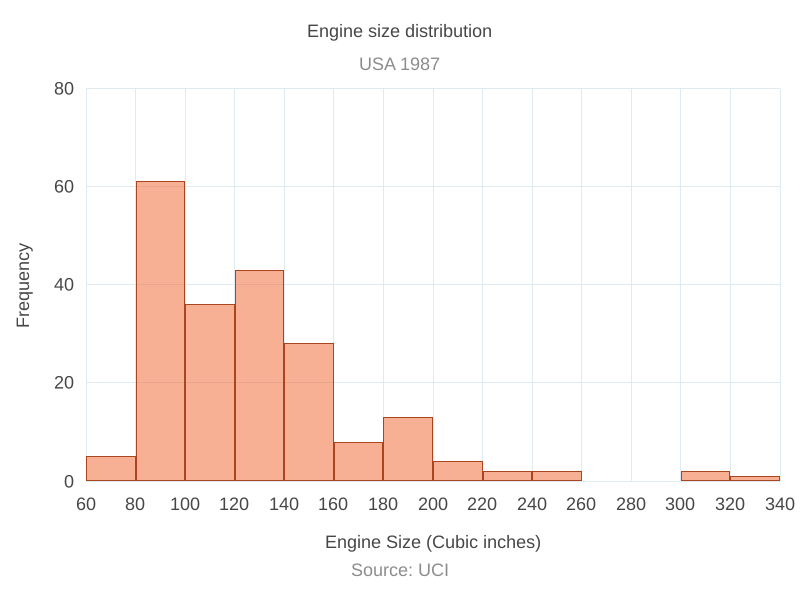 Engine size distribution
USA 1987
80
60
40
20
0
Frequency
60 80 100 120 140 160 180 200 220 240 260 280 300 320 340
Engine Size (Cubic inches)
Source: UCI